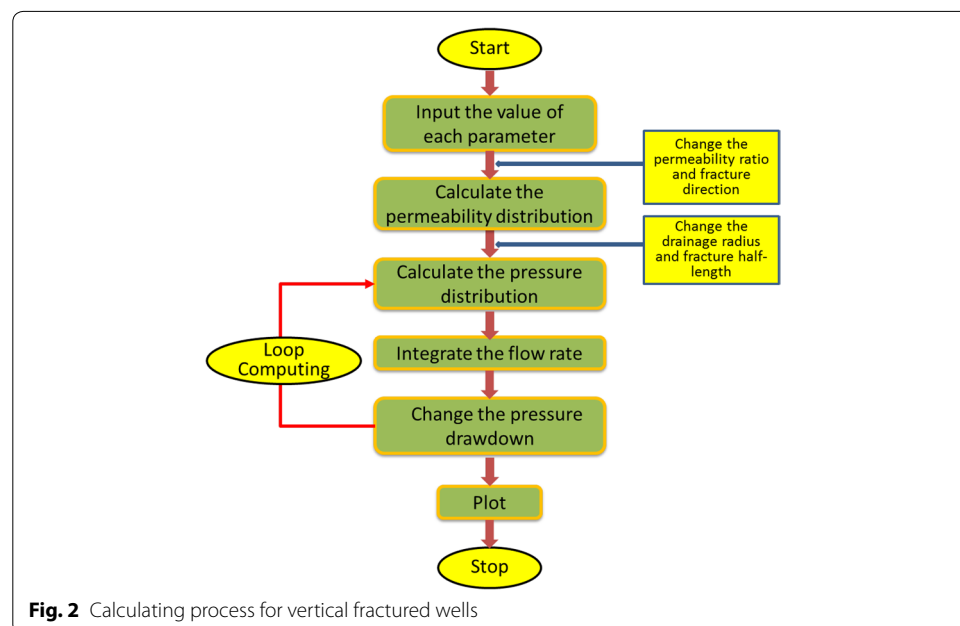 Start
Input the value of
each parameter
Change the
permeability ratio
and fracture
direction
Calculate the
permeability distribution
Change the
drainage radius
and fracture half-
length
Calculate the pressure
distribution
Loop
Computing
Integrate the flow rate
Change the pressure
drawdown
Plot
Stop
Fig. 2 Calculating process for vertical fractured wells